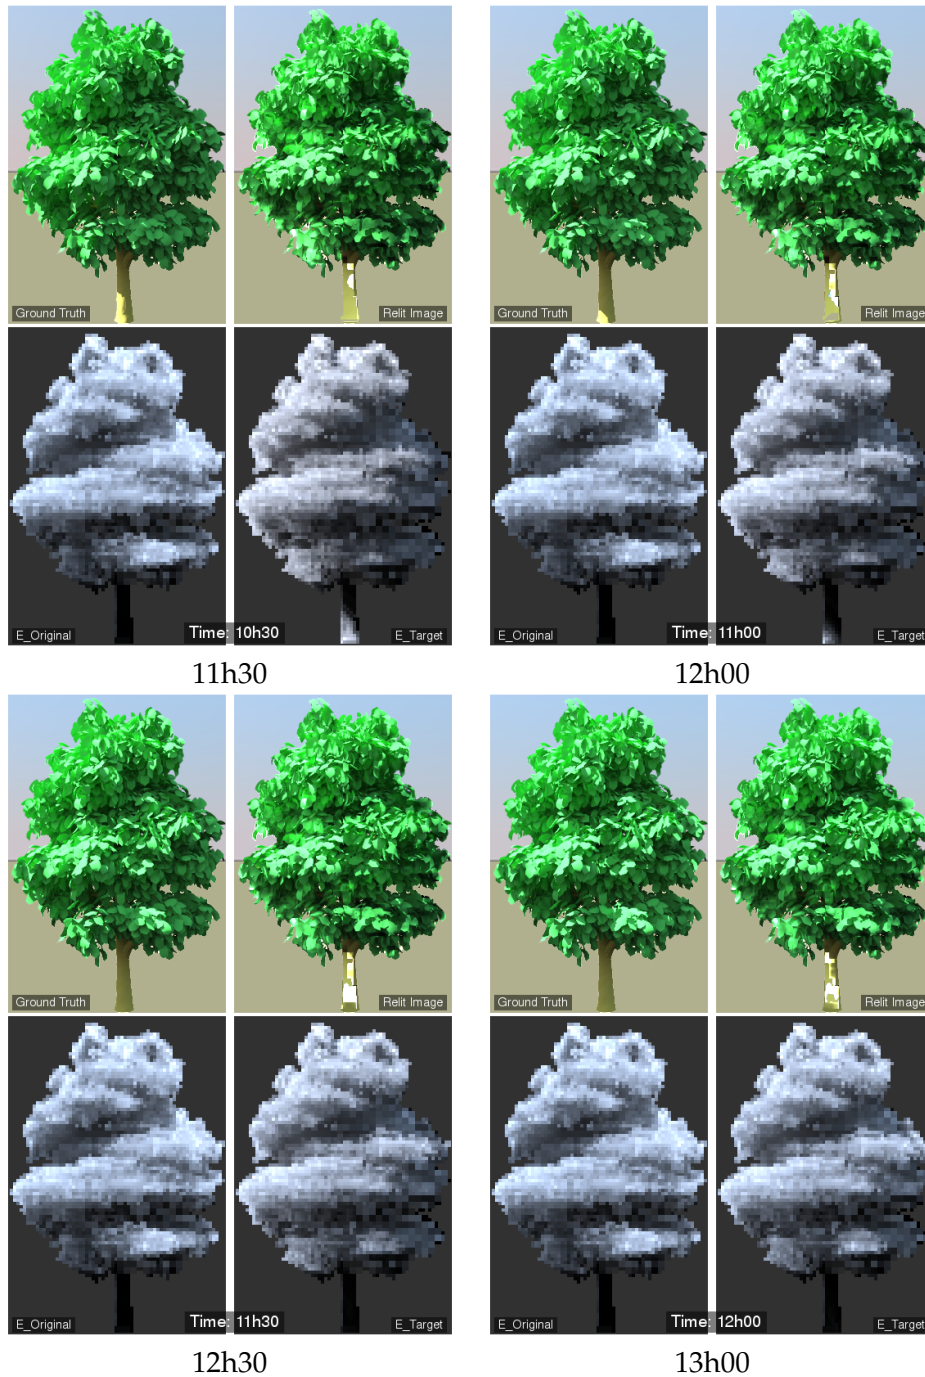 Ground Truth
Relit Image
Ground Truth
Relit Image
E_Original
Time: 10h30
E_Target
E_Original
Time: 11h00
E_Target
11h30
12h00
Ground Truth
Relit Image
Ground Truth
Relit Image
E_Original
Time: 11h30
E_Target
E_Original
Time: 12h00
E_Target
12h30
13h00